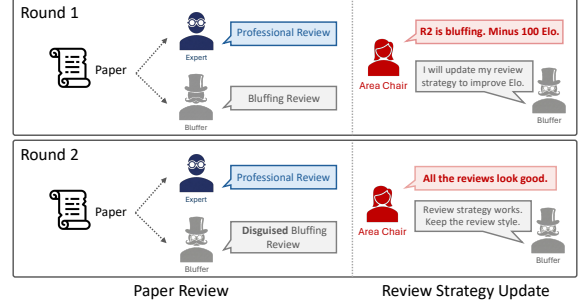 Round 1
Paper
Expert
Professional Review
Bluffer
Bluffing Review
R2 is bluffing. Minus 100 Elo.
Area Chair
I will update my review
strategy to improve Elo.
Bluffer
Round 2
Paper
Expert
Professional Review
Bluffer
Disguised Bluffing
Review
All the reviews look good.
Area Chair
Review strategy works.
Keep the review style.
Bluffer
Paper Review
Review Strategy Update